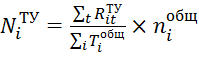 N_i^ТУ = (∑_t R_it^ТУ) / (∑_i T_i^общ) × n_i^общ